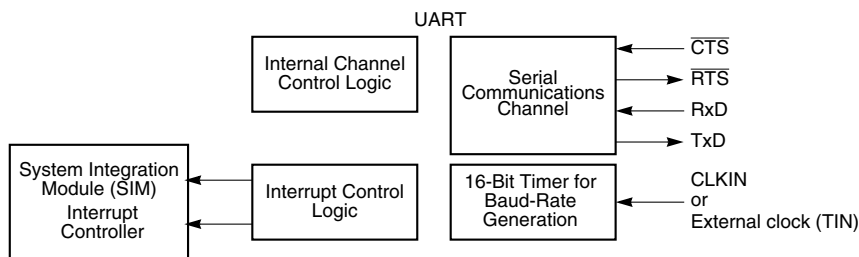 UART
Internal Channel
Control Logic
Serial
Communications
Channel
CTS
RTS
RxD
TxD
System Integration
Module (SIM)
Interrupt
Controller
Interrupt Control
Logic
16-Bit Timer for
Baud-Rate
Generation
CLKIN
or
External clock (TIN)